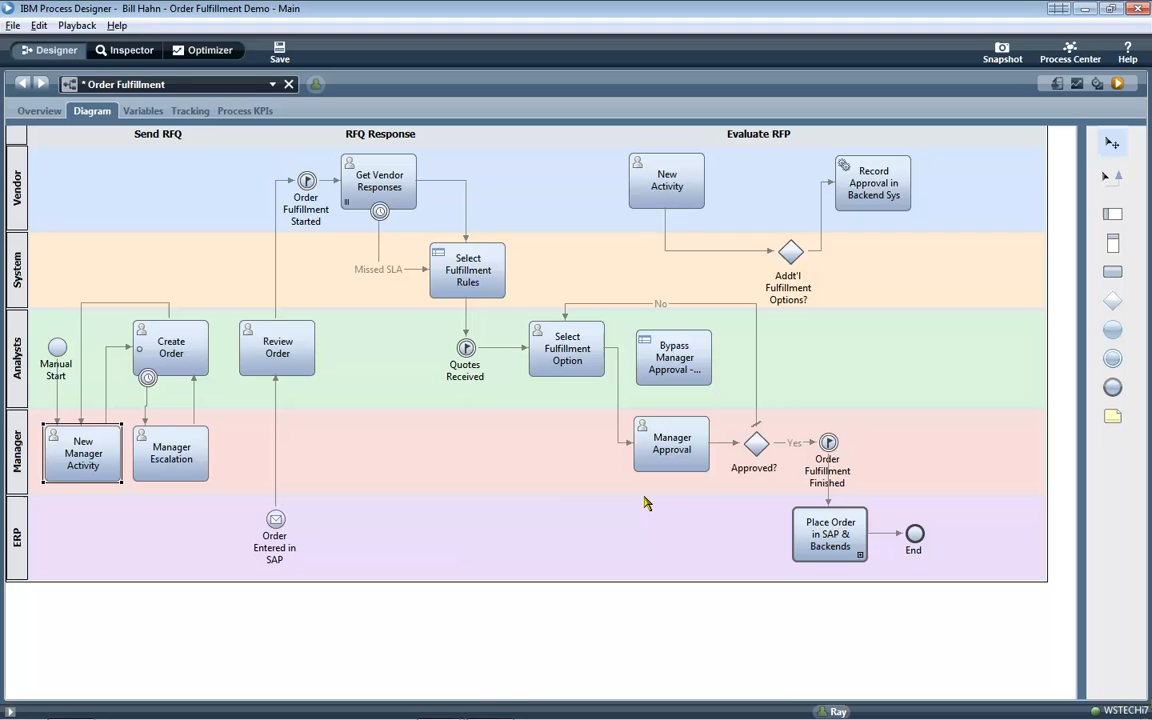 IBM Process Designer -  Bill Hahn - Order Fulfillment Demo - Main
File Edit Playback Help
Designer Inspector Optimizer Save Snapshot Process Center Help
* Order Fulfillment
Overview Diagram Variables Tracking Process KPIs
Send RFQ RFQ Response Evaluate RFP
Vendor
Order
Fulfillment
Started
Get Vendor
Responses
New
Activity
Record
Approval in
Backend Sys
System
Missed SLA
Select
Fulfillment
Rules
Addt'l
Fulfillment
Options?
No
Analysts
Manual
Start
Create
Order
Review
Order
Quotes
Received
Select
Fulfillment
Option
Bypass
Manager
Approval -...
Manager
New
Manager
Activity
Manager
Escalation
Manager
Approval
Approved?
Yes
Order
Fulfillment
Finished
ERP
Order
Entered in
SAP
Place Order
in SAP &
Backends
End
Ray
WSTECHi7